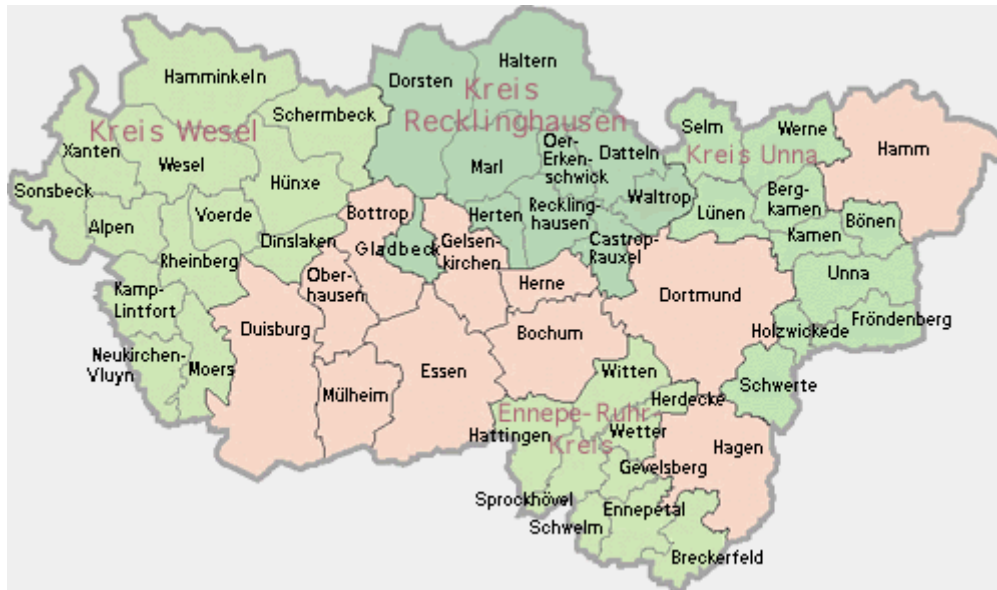 Haltern
Hamminkeln
Dorsten
Kreis
Recklinghausen
Schermbeck
Kreis Wesel
Selm
Werne
Kreis Unna
Hamm
Xanten
Wesel
Marl
Oer-
Erken-
schwick
Datteln
Sonsbeck
Hünxe
Waltrop
Berg-
kamen
Alpen
Voerde
Bottrop
Herten
Reckling-
hausen
Lünen
Bönen
Dinslaken
Gladbeck
Gelsen-
kirchen
Castrop-
Rauxel
Kamen
Rheinberg
Ober-
hausen
Herne
Unna
Kamp-
Lintfort
Dortmund
Duisburg
Bochum
Holzwickede
Fröndenberg
Neukirchen-
Vluyn
Moers
Essen
Witten
Schwerte
Mülheim
Herdecke
Ennepe-Ruhr-
Kreis
Hattingen
Wetter
Hagen
Gevelsberg
Sprockhövel
Ennepetal
Schwelm
Breckerfeld